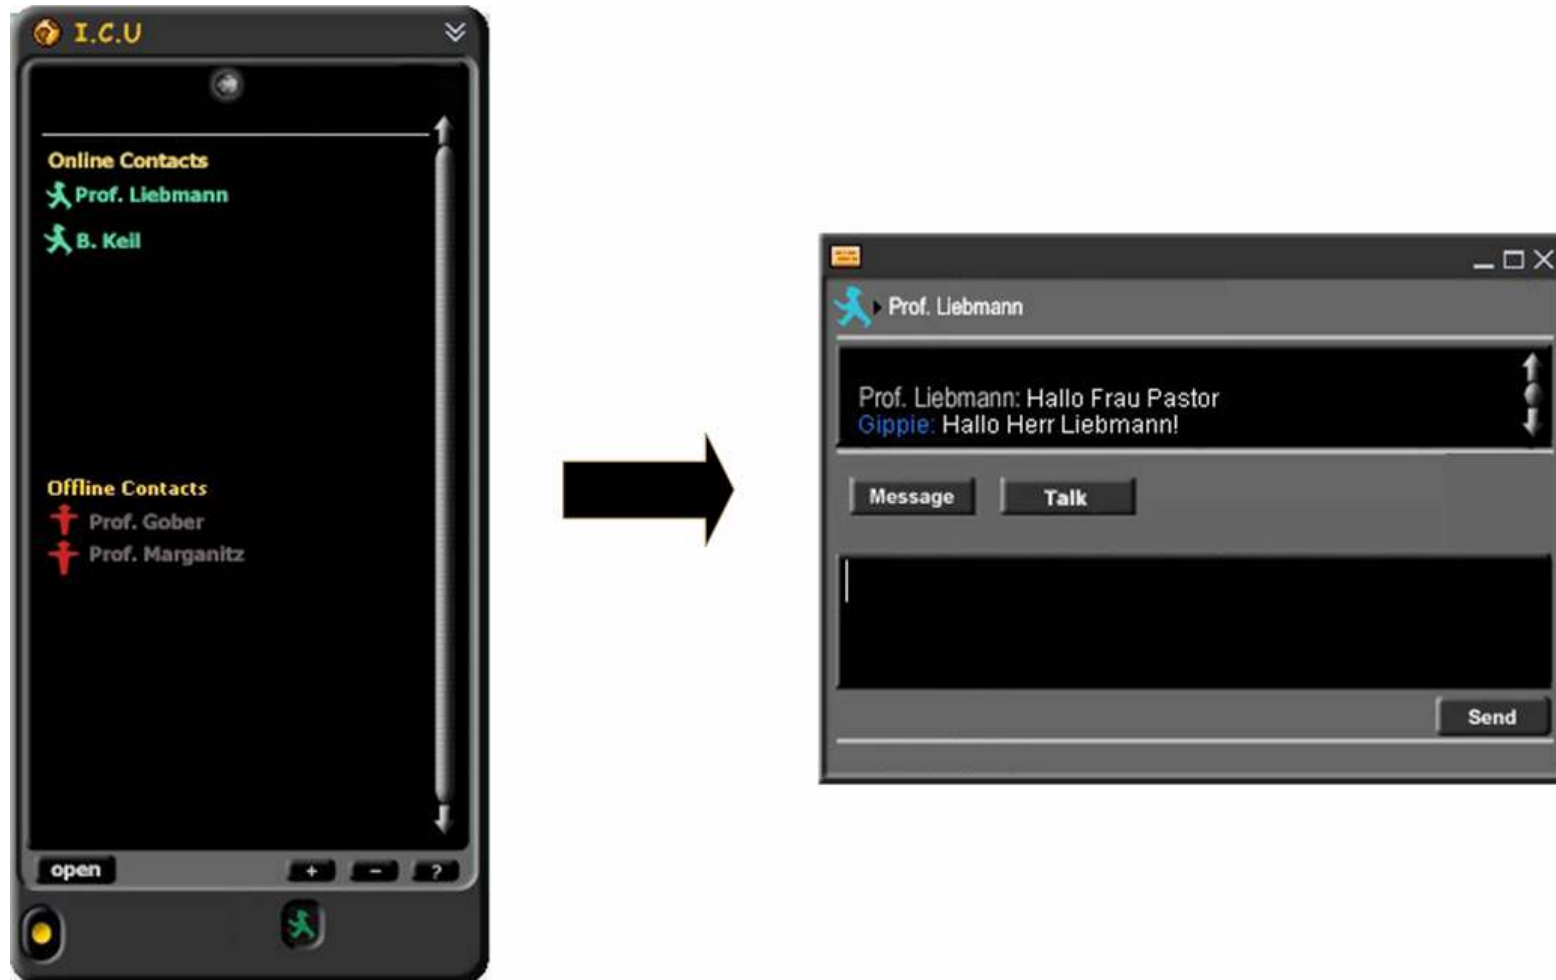 I.C.U
Online Contacts
Prof. Liebmann
B. Keil
Offline Contacts
Prof. Gober
Prof. Marganitz
open
+ - ?
Prof. Liebmann
Prof. Liebmann: Hallo Frau Pastor
Gippie: Hallo Herr Liebmann!
Message Talk
Send